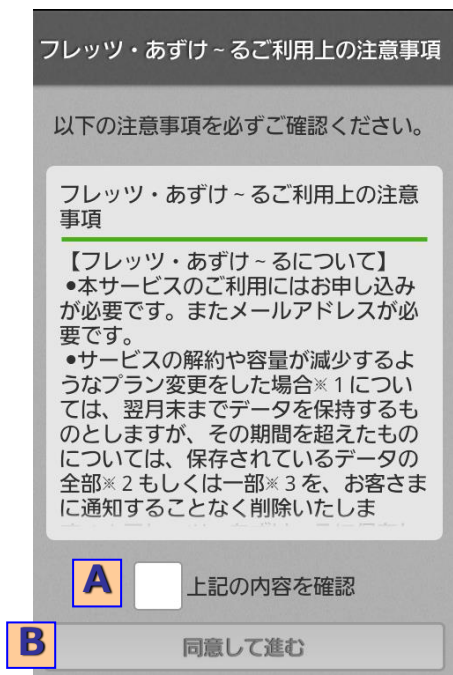 フレッツ・あずけ~るご利用上の注意事項
以下の注意事項を必ずご確認ください。
フレッツ・あずけ~るご利用上の注意
事項
【フレッツ・あずけ~るについて】
●本サービスのご利用にはお申し込み
が必要です。またメールアドレスが必
要です。
●サービスの解約や容量が減少するよ
うなプラン変更をした場合※1につい
ては、翌月末までデータを保持するも
のとしますが、その期間を超えたもの
については、保存されているデータの
全部※2もしくは一部※3を、お客さま
に通知することなく削除いたしま
A
上記の内容を確認
B
同意して進む